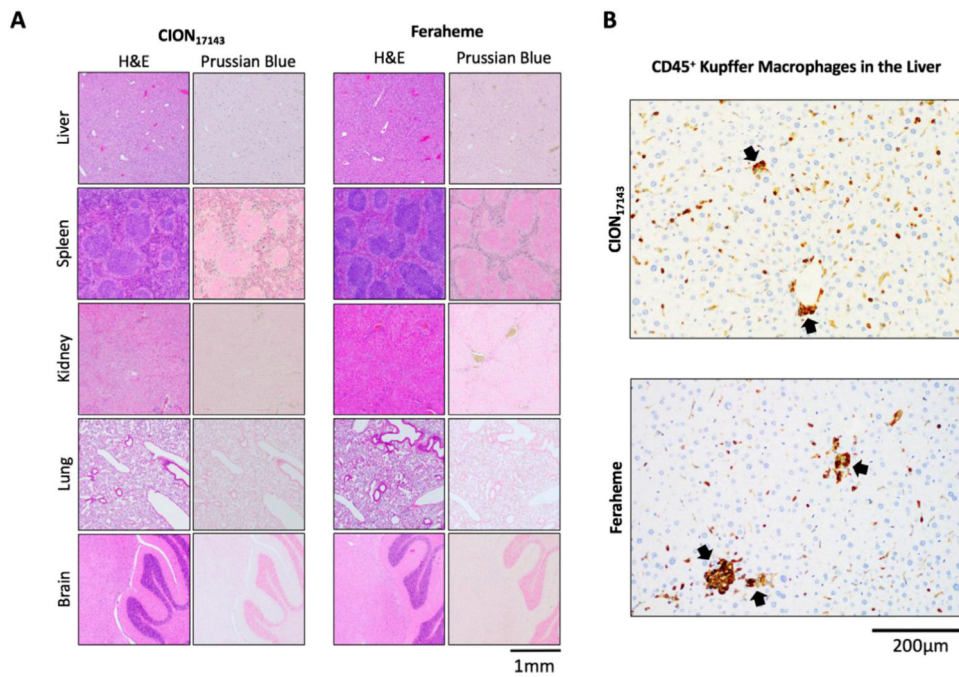 A
CION17143
H&E
Prussian Blue
Feraheme
H&E
Prussian Blue
Liver
Spleen
Kidney
Lung
Brain
1mm
B
CD45+ Kupffer Macrophages in the Liver
CION17143
Feraheme
200μm